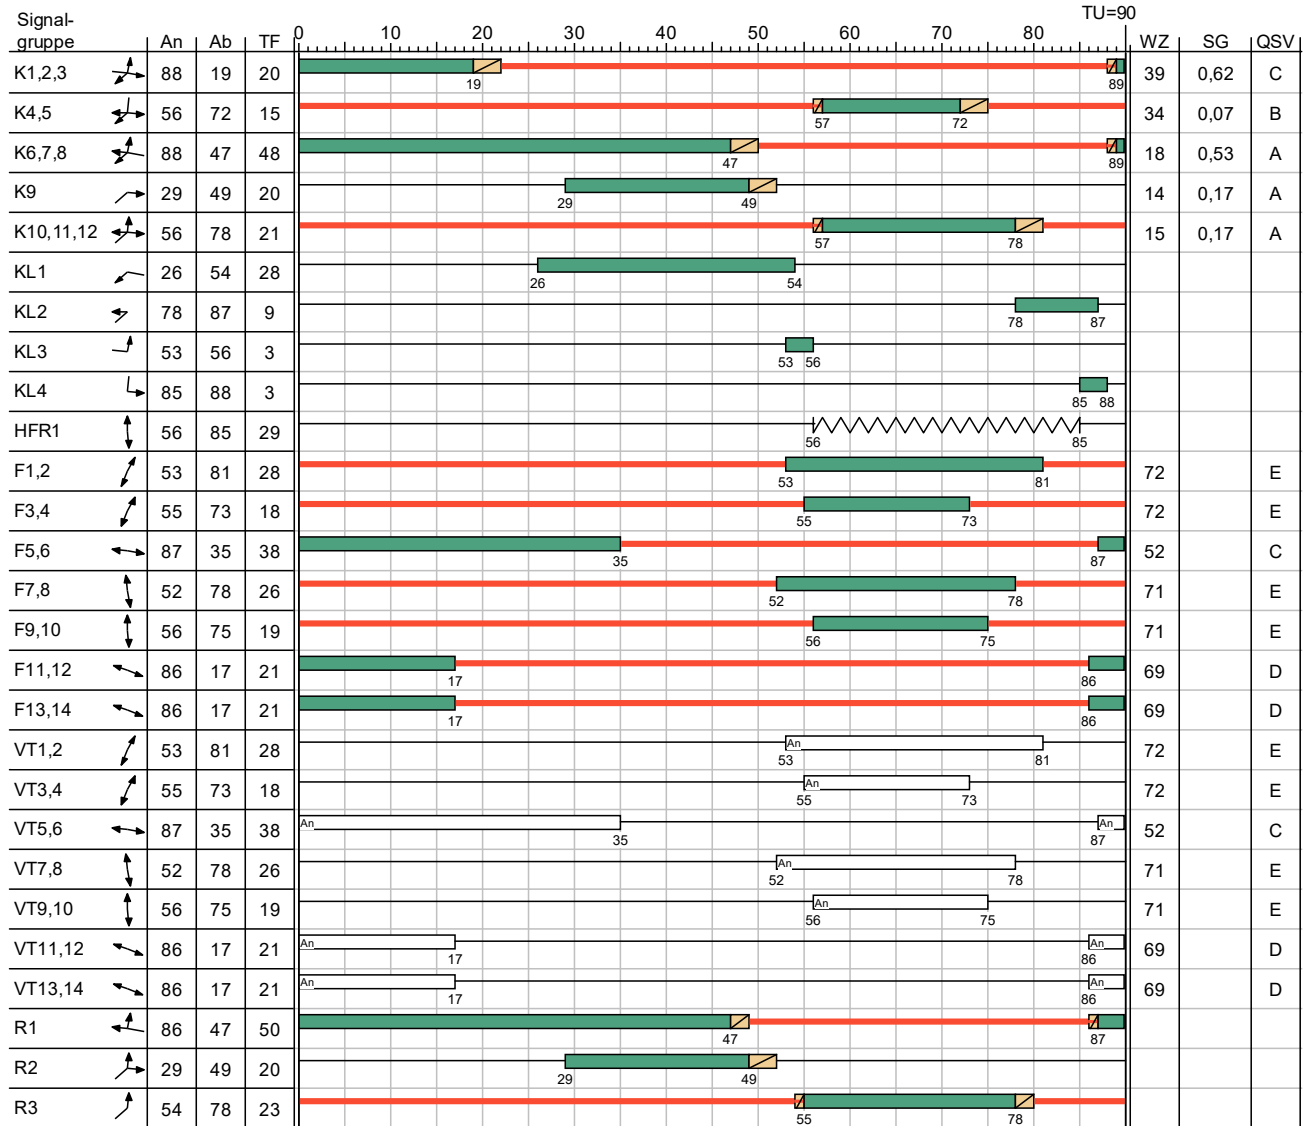 TU=90
Signal-
gruppe An Ab TF 0 10 20 30 40 50 60 70 80 WZ SG QSV
K1,2,3 88 19 20 19 89 39 0,62 C
K4,5 56 72 15 57 72 34 0,07 B
K6,7,8 88 47 48 47 89 18 0,53 A
K9 29 49 20 29 49 14 0,17 A
K10,11,12 56 78 21 57 78 15 0,17 A
KL1 26 54 28 26 54
KL2 78 87 9 78 87
KL3 53 56 3 53 56
KL4 85 88 3 85 88
HFR1 56 85 29 56 85
F1,2 53 81 28 53 81 72 E
F3,4 55 73 18 55 73 72 E
F5,6 87 35 38 35 87 52 C
F7,8 52 78 26 52 78 71 E
F9,10 56 75 19 56 75 71 E
F11,12 86 17 21 17 86 69 D
F13,14 86 17 21 17 86 69 D
VT1,2 53 81 28 An 53 81 72 E
VT3,4 55 73 18 An 55 73 72 E
VT5,6 87 35 38 An An 35 87 52 C
VT7,8 52 78 26 An 52 78 71 E
VT9,10 56 75 19 An 56 75 71 E
VT11,12 86 17 21 An An 17 86 69 D
VT13,14 86 17 21 An An 17 86 69 D
R1 86 47 50 47 87
R2 29 49 20 29 49
R3 54 78 23 55 78